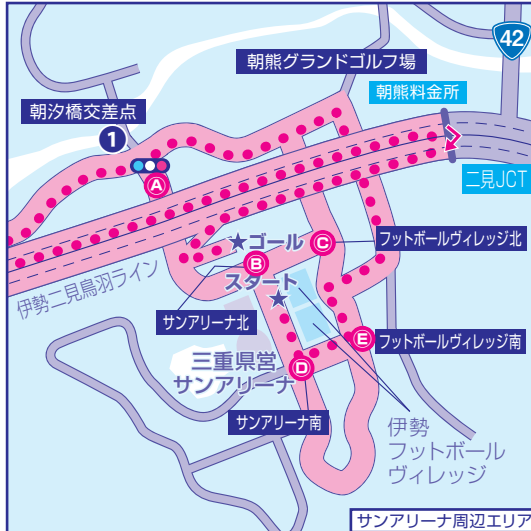 42
朝熊グランドゴルフ場
朝熊料金所
朝汐橋交差点
1
A
二見JCT
伊勢二見鳥羽ライン
★ゴール
C
フットボールヴィレッジ北
B
スタート
★
サンアリーナ北
E
フットボールヴィレッジ南
三重県営
サンアリーナ
D
サンアリーナ南
伊勢
フットボール
ヴィレッジ
サンアリーナ周辺エリア